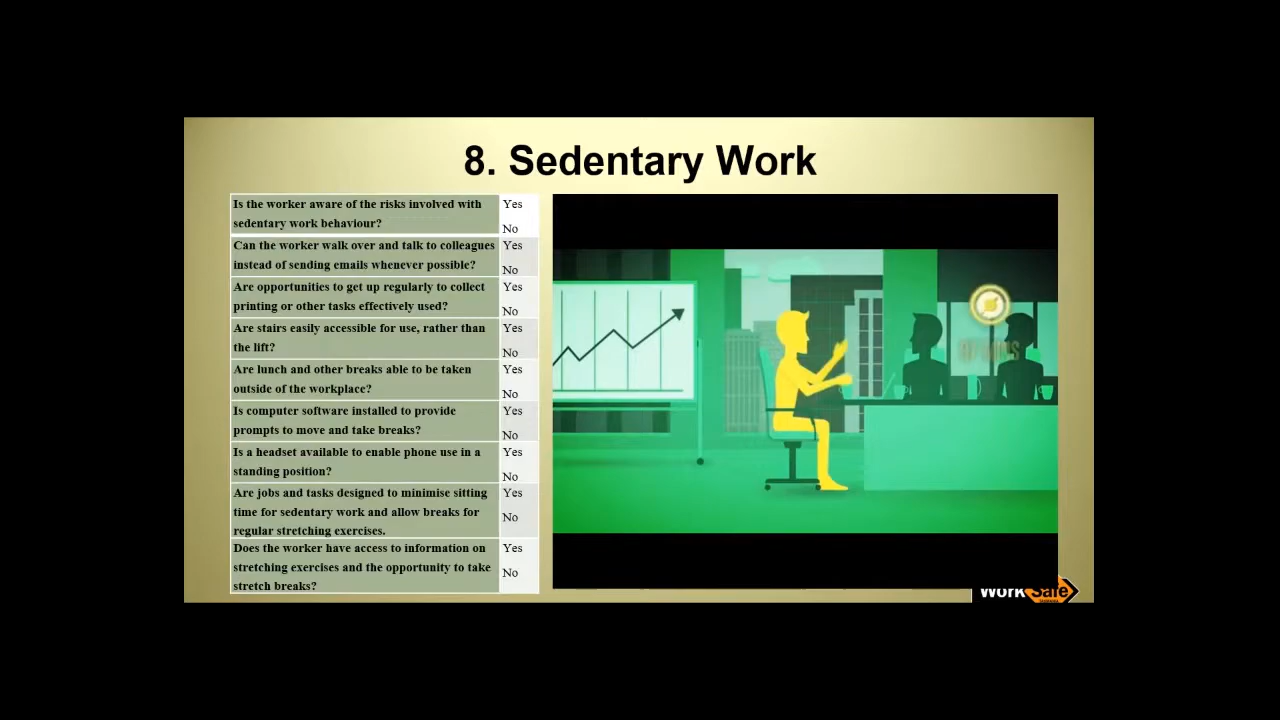 8. Sedentary Work
Is the worker aware of the risks involved with
sedentary work behaviour?
Yes
No
Can the worker walk over and talk to colleagues
instead of sending emails whenever possible?
Yes
No
Are opportunities to get up regularly to collect
printing or other tasks effectively used?
Yes
No
Are stairs easily accessible for use, rather than
the lift?
Yes
No
Are lunch and other breaks able to be taken
outside of the workplace?
Yes
No
Is computer software installed to provide
prompts to move and take breaks?
Yes
No
Is a headset available to enable phone use in a
standing position?
Yes
No
Are jobs and tasks designed to minimise sitting
time for sedentary work and allow breaks for
regular stretching exercises.
Yes
No
Does the worker have access to information on
stretching exercises and the opportunity to take
stretch breaks?
Yes
No
WorkSafe